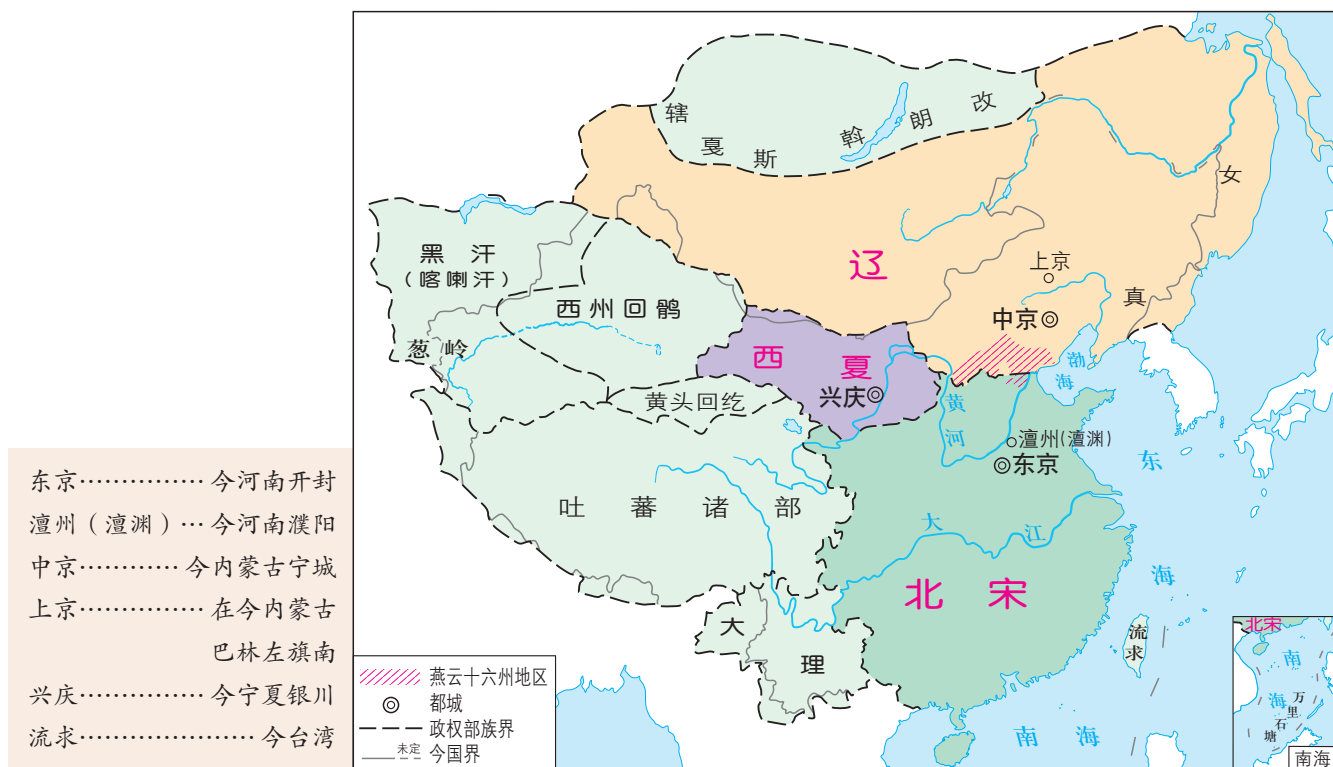 辖戛斯
斡朗改
女真
辽
上京
中京
黑汗
(喀喇汗)
西州回鹘
葱岭
西夏
兴庆
黄头回纥
渤海
黄河
澶州(澶渊)
东京
吐蕃诸部
大江
东海
北宋
大理
流求
南海
北宋
南海
万里石塘
南海
燕云十六州地区
都城
政权部族界
未定
今国界
东京…………… 今河南开封
澶州（澶渊）… 今河南濮阳
中京………… 今内蒙古宁城
上京…………… 在今内蒙古
巴林左旗南
兴庆…………… 今宁夏银川
流求………………… 今台湾